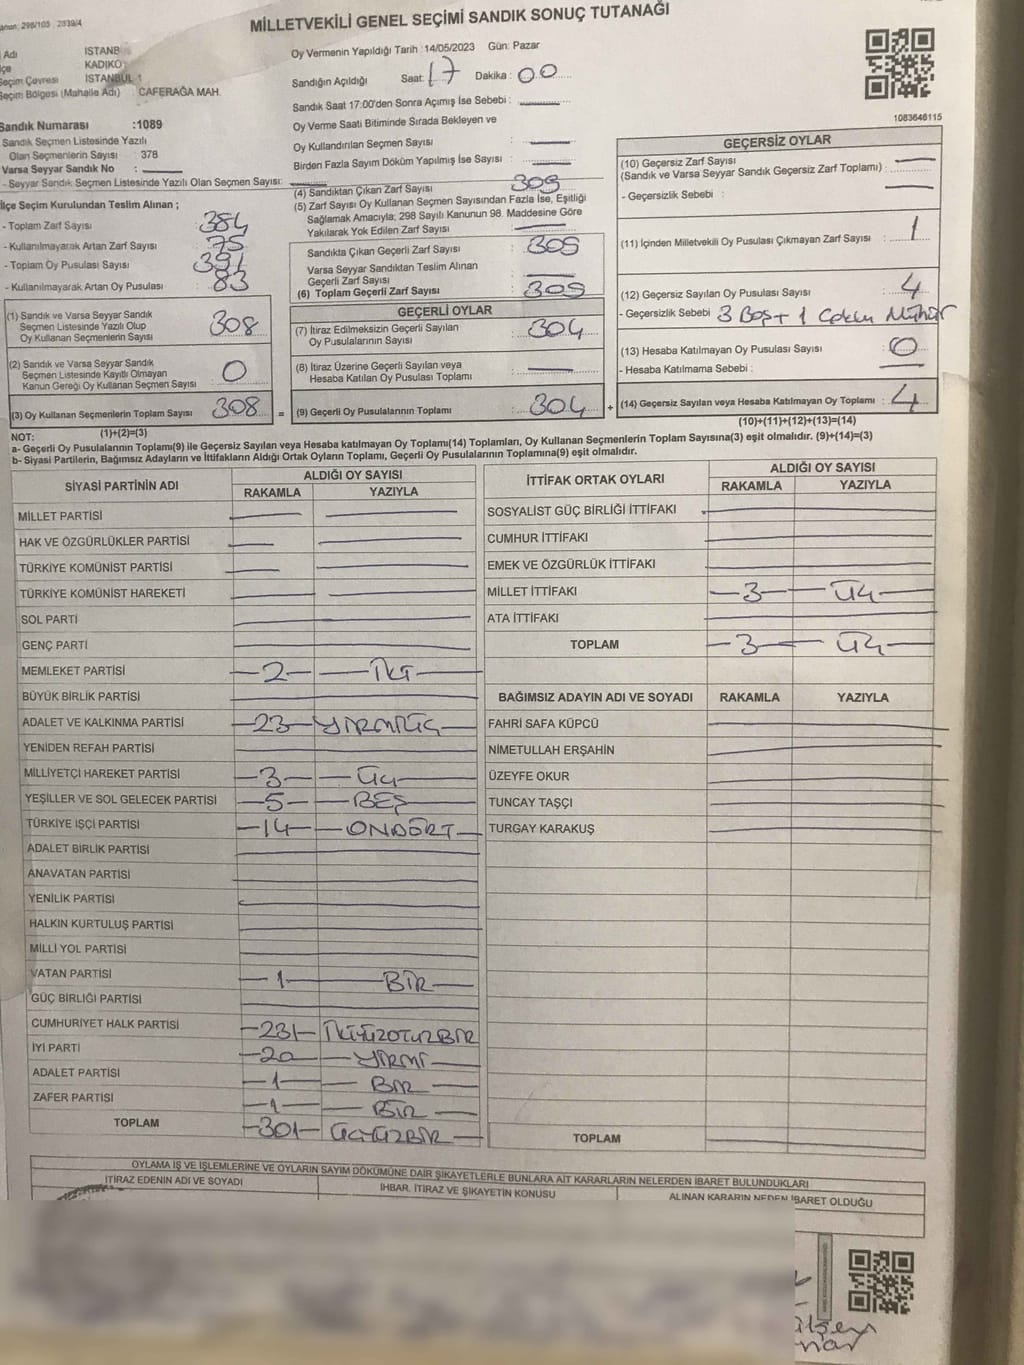 MİLLETVEKİLİ GENEL SEÇİMİ SANDIK SONUÇ TUTANAĞI
298/105 2839/4
Adı İSTANB
KADIKÖ
Seçim Çevresi İSTANBUL 1
Seçim Bölgesi (Mahalle Adı) : CAFERAĞA MAH.
Sandık Numarası :1089
Sandık Seçmen Listesinde Yazılı
Olan Seçmenlerin Sayısı : 378
Varsa Seyyar Sandık No :
- Seyyar Sandık Seçmen Listesinde Yazılı Olan Seçmen Sayısı:
İlçe Seçim Kurulundan Teslim Alınan ;
- Toplam Zarf Sayısı : 384
- Kullanılmayarak Artan Zarf Sayısı : 75
- Toplam Oy Pusulası Sayısı : 391
- Kullanılmayarak Artan Oy Pusulası : 83
(1) Sandık ve Varsa Seyyar Sandık
Seçmen Listesinde Yazılı Olup
Oy Kullanan Seçmenlerin Sayısı : 308
(2) Sandık ve Varsa Seyyar Sandık
Seçmen Listesinde Kayıtlı Olmayan
Kanun Gereği Oy Kullanan Seçmen Sayısı : 0
(3) Oy Kullanan Seçmenlerin Toplam Sayısı : 308 =
(1)+(2)=(3)
Oy Vermenin Yapıldığı Tarih :14/05/2023 Gün: Pazar
Sandığın Açıldığı Saat: 17 Dakika : 00
Sandık Saat 17:00'den Sonra Açımış İse Sebebi :
Oy Verme Saati Bitiminde Sırada Bekleyen ve
Oy Kullandırılan Seçmen Sayısı :
Birden Fazla Sayım Döküm Yapılmış İse Sayısı :
(4) Sandıktan Çıkan Zarf Sayısı : 309
(5) Zarf Sayısı Oy Kullanan Seçmen Sayısından Fazla İse, Eşitliği
Sağlamak Amacıyla; 298 Sayılı Kanunun 98. Maddesine Göre
Yakılarak Yok Edilen Zarf Sayısı :
Sandıkta Çıkan Geçerli Zarf Sayısı : 309
Varsa Seyyar Sandıktan Teslim Alınan
Geçerli Zarf Sayısı :
(6) Toplam Geçerli Zarf Sayısı : 309
GEÇERLİ OYLAR
(7) İtiraz Edilmeksizin Geçerli Sayılan
Oy Pusulalarının Sayısı : 304
(8) İtiraz Üzerine Geçerli Sayılan veya
Hesaba Katılan Oy Pusulası Toplamı :
(9) Geçerli Oy Pusulalarının Toplamı : 304 +
1083646115
GEÇERSİZ OYLAR
(10) Geçersiz Zarf Sayısı
(Sandık ve Varsa Seyyar Sandık Geçersiz Zarf Toplamı) :
- Geçersizlik Sebebi :
(11) İçinden Milletvekili Oy Pusulası Çıkmayan Zarf Sayısı : 1
(12) Geçersiz Sayılan Oy Pusulası Sayısı : 4
- Geçersizlik Sebebi 3 Boş + 1 Çoklu Mühür
(13) Hesaba Katılmayan Oy Pusulası Sayısı : 0
- Hesaba Katılmama Sebebi :
(14) Geçersiz Sayılan veya Hesaba Katılmayan Oy Toplamı : 4
(10)+(11)+(12)+(13)=(14)
NOT:
a- Geçerli Oy Pusulalarının Toplamı(9) ile Geçersiz Sayılan veya Hesaba katılmayan Oy Toplamı(14) Toplamları, Oy Kullanan Seçmenlerin Toplam Sayısına(3) eşit olmalıdır. (9)+(14)=(3)
b- Siyasi Partilerin, Bağımsız Adayların ve İttifakların Aldığı Ortak Oyların Toplamı, Geçerli Oy Pusulalarının Toplamına(9) eşit olmalıdır.
SİYASİ PARTİNİN ADI ALDIĞI OY SAYISI
RAKAMLA YAZIYLA
MİLLET PARTİSİ
HAK VE ÖZGÜRLÜKLER PARTİSİ
TÜRKİYE KOMÜNİST PARTİSİ
TÜRKİYE KOMÜNİST HAREKETİ
SOL PARTİ
GENÇ PARTİ
MEMLEKET PARTİSİ 2 İKİ
BÜYÜK BİRLİK PARTİSİ
ADALET VE KALKINMA PARTİSİ 23 YİRMİÜÇ
YENİDEN REFAH PARTİSİ
MİLLİYETÇİ HAREKET PARTİSİ 3 ÜÇ
YEŞİLLER VE SOL GELECEK PARTİSİ 5 BEŞ
TÜRKİYE İŞÇİ PARTİSİ 14 ONDÖRT
ADALET BİRLİK PARTİSİ
ANAVATAN PARTİSİ
YENİLİK PARTİSİ
HALKIN KURTULUŞ PARTİSİ
MİLLİ YOL PARTİSİ
VATAN PARTİSİ 1 BİR
GÜÇ BİRLİĞİ PARTİSİ
CUMHURİYET HALK PARTİSİ 231 İKİYÜZOTUZBİR
İYİ PARTİ 20 YİRMİ
ADALET PARTİSİ 1 BİR
ZAFER PARTİSİ 1 BİR
TOPLAM 301 ÜÇYÜZBİR
İTTİFAK ORTAK OYLARI ALDIĞI OY SAYISI
RAKAMLA YAZIYLA
SOSYALİST GÜÇ BİRLİĞİ İTTİFAKI
CUMHUR İTTİFAKI
EMEK VE ÖZGÜRLÜK İTTİFAKI
MİLLET İTTİFAKI 3 ÜÇ
ATA İTTİFAKI
TOPLAM 3 ÜÇ
BAĞIMSIZ ADAYIN ADI VE SOYADI RAKAMLA YAZIYLA
FAHRİ SAFA KÜPCÜ
NİMETULLAH ERŞAHİN
ÜZEYFE OKUR
TUNCAY TAŞÇI
TURGAY KARAKUŞ
TOPLAM
OYLAMA İŞ VE İŞLEMLERİNE VE OYLARIN SAYIM DÖKÜMÜNE DAİR ŞİKAYETLERLE BUNLARA AİT KARARLARIN NELERDEN İBARET BULUNDUKLARI
İTİRAZ EDENİN ADI VE SOYADI İHBAR, İTİRAZ VE ŞİKAYETİN KONUSU ALINAN KARARIN NEDEN İBARET OLDUĞU